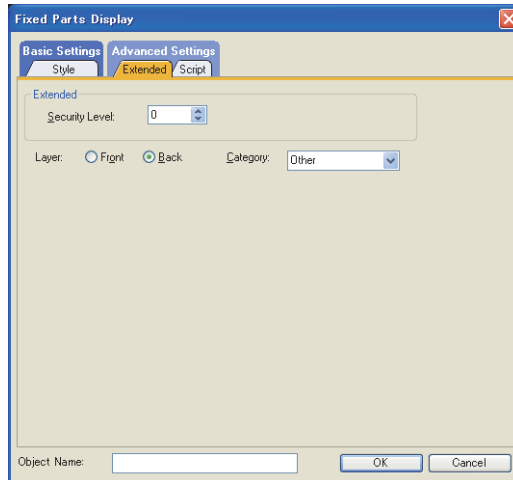 Fixed Parts Display
Basic Settings Advanced Settings
Style Extended Script
Extended
Security Level: 0
Layer: Front Back Category: Other
Object Name: OK Cancel